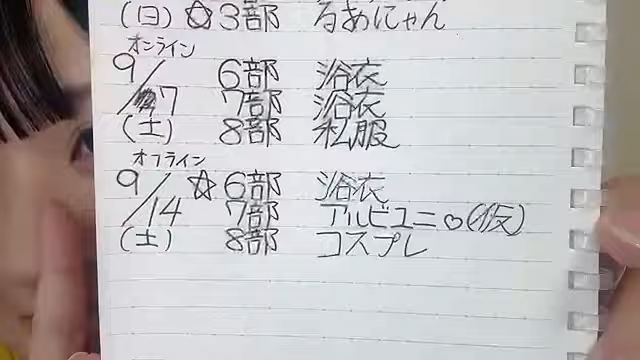 (日) ☆3部 るあにゃん
オンライン
9/ 6部 浴衣
7 7部 浴衣
(土) 8部 私服
オフライン
9/ ☆6部 浴衣
14 7部 アルビユニ♡(仮)
(土) 8部 コスプレ